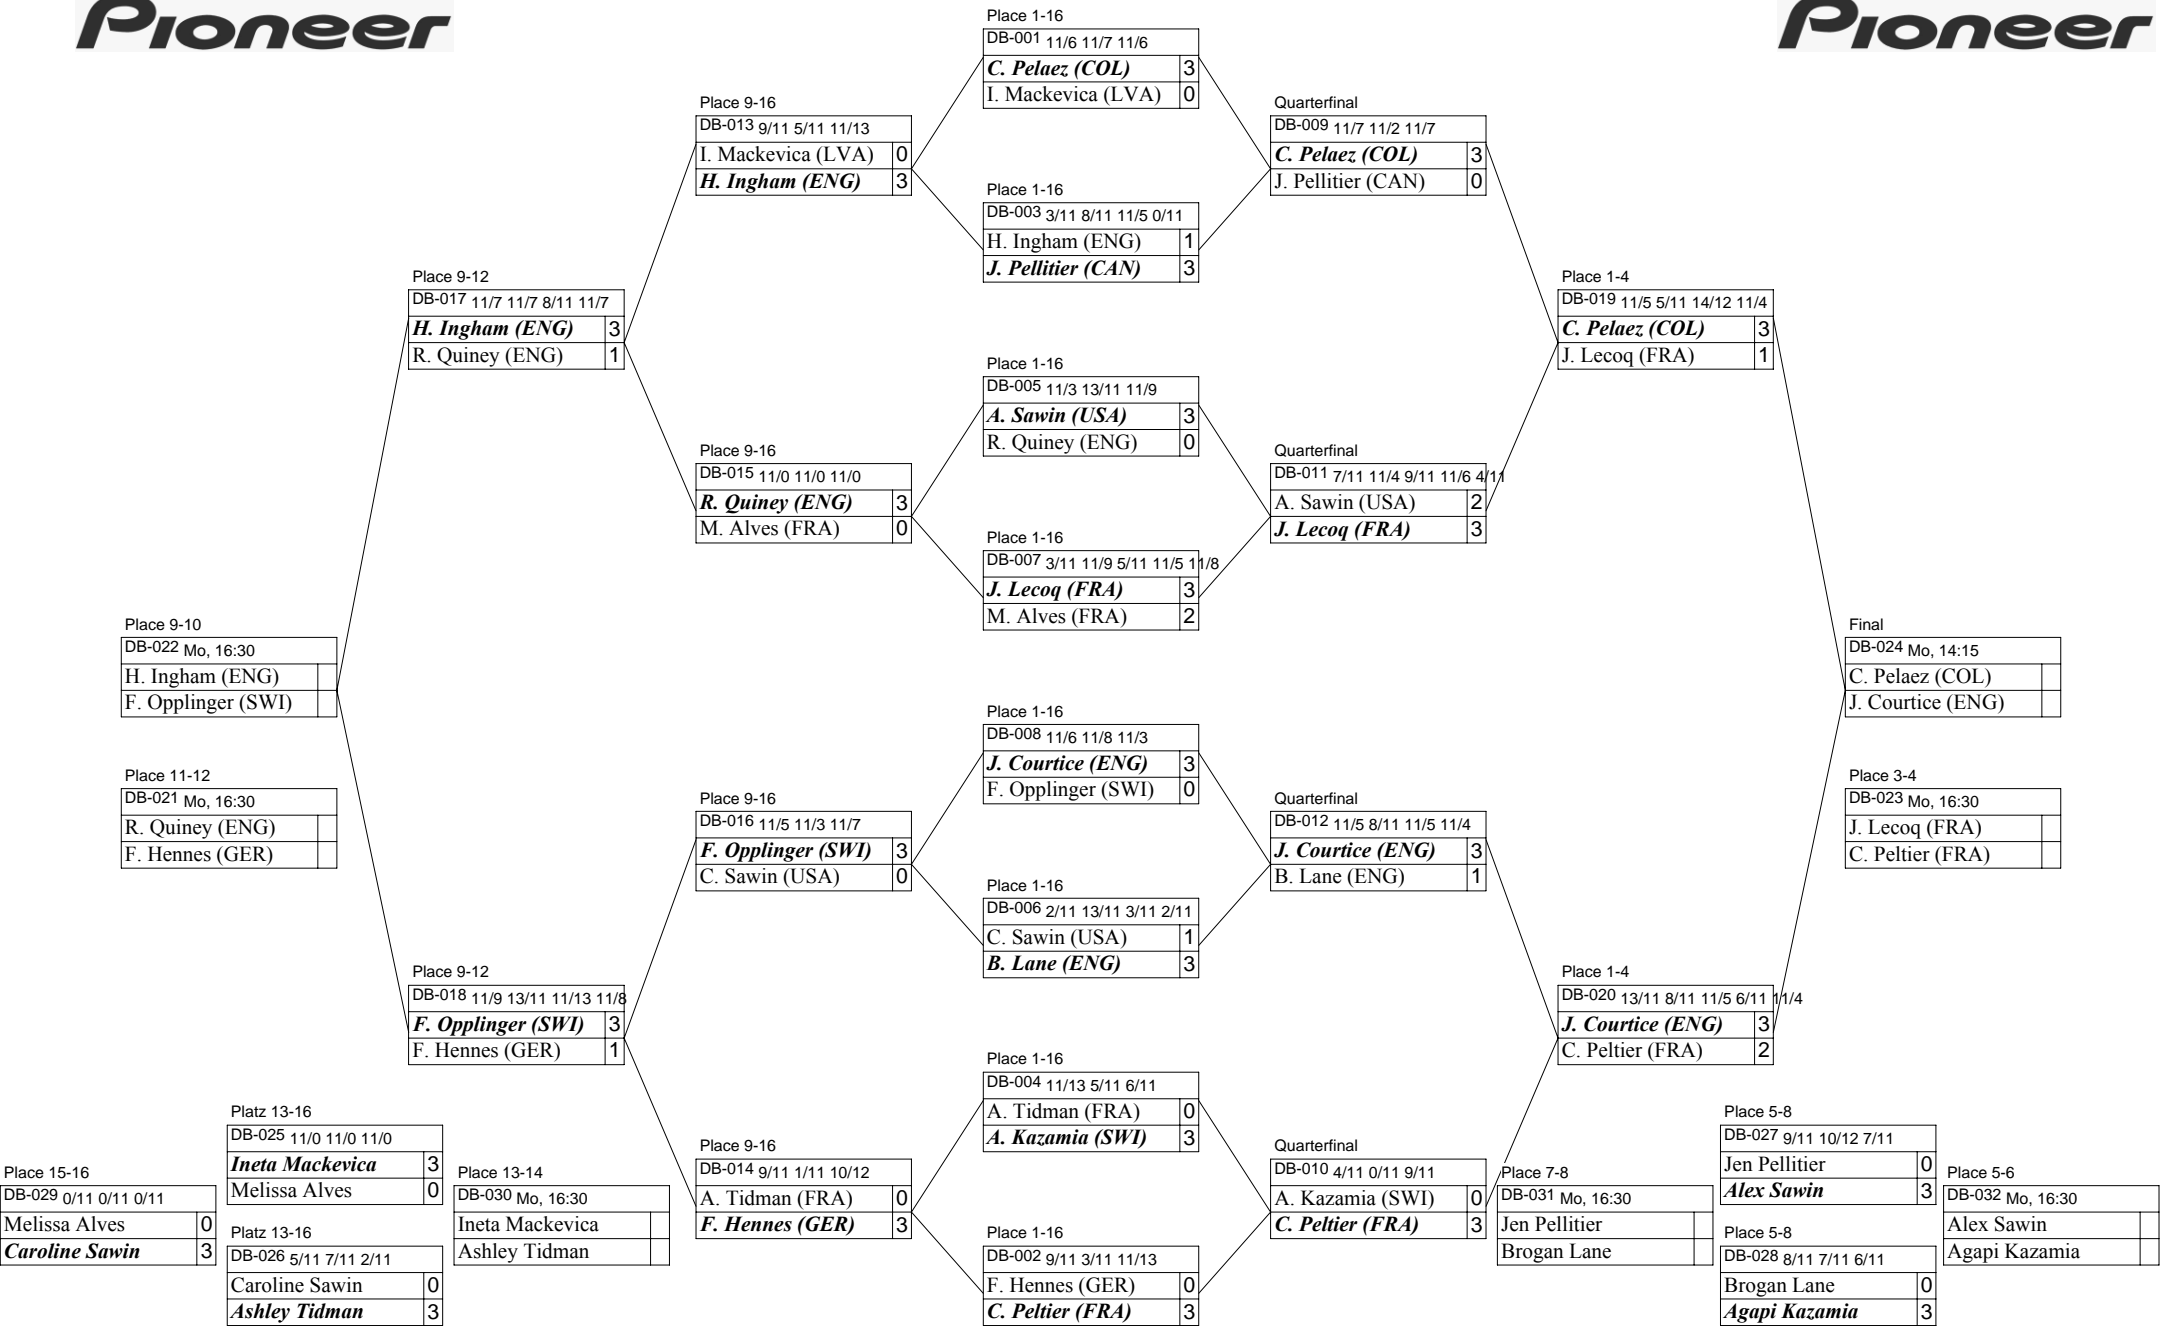 Pioneer
Pioneer
Place 1-16
DB-001 11/6 11/7 11/6
C. Pelaez (COL) 3
I. Mackevica (LVA) 0
Place 9-16
DB-013 9/11 5/11 11/13
I. Mackevica (LVA) 0
H. Ingham (ENG) 3
Quarterfinal
DB-009 11/7 11/2 11/7
C. Pelaez (COL) 3
J. Pellitier (CAN) 0
Place 1-16
DB-003 3/11 8/11 11/5 0/11
H. Ingham (ENG) 1
J. Pellitier (CAN) 3
Place 9-12
DB-017 11/7 11/7 8/11 11/7
H. Ingham (ENG) 3
R. Quiney (ENG) 1
Place 1-4
DB-019 11/5 5/11 14/12 11/4
C. Pelaez (COL) 3
J. Lecoq (FRA) 1
Place 1-16
DB-005 11/3 13/11 11/9
A. Sawin (USA) 3
R. Quiney (ENG) 0
Place 9-16
DB-015 11/0 11/0 11/0
R. Quiney (ENG) 3
M. Alves (FRA) 0
Quarterfinal
DB-011 7/11 11/4 9/11 11/6 4/11
A. Sawin (USA) 2
J. Lecoq (FRA) 3
Place 1-16
DB-007 3/11 11/9 5/11 11/5 11/8
J. Lecoq (FRA) 3
M. Alves (FRA) 2
Place 9-10
DB-022 Mo, 16:30
H. Ingham (ENG)
F. Opplinger (SWI)
Final
DB-024 Mo, 14:15
C. Pelaez (COL)
J. Courtice (ENG)
Place 1-16
DB-008 11/6 11/8 11/3
J. Courtice (ENG) 3
F. Opplinger (SWI) 0
Place 11-12
DB-021 Mo, 16:30
R. Quiney (ENG)
F. Hennes (GER)
Place 9-16
DB-016 11/5 11/3 11/7
F. Opplinger (SWI) 3
C. Sawin (USA) 0
Quarterfinal
DB-012 11/5 8/11 11/5 11/4
J. Courtice (ENG) 3
B. Lane (ENG) 1
Place 3-4
DB-023 Mo, 16:30
J. Lecoq (FRA)
C. Peltier (FRA)
Place 1-16
DB-006 2/11 13/11 3/11 2/11
C. Sawin (USA) 1
B. Lane (ENG) 3
Place 9-12
DB-018 11/9 13/11 11/13 11/8
F. Opplinger (SWI) 3
F. Hennes (GER) 1
Place 1-4
DB-020 13/11 8/11 11/5 6/11 11/4
J. Courtice (ENG) 3
C. Peltier (FRA) 2
Place 1-16
DB-004 11/13 5/11 6/11
A. Tidman (FRA) 0
A. Kazamia (SWI) 3
Place 9-16
DB-014 9/11 1/11 10/12
A. Tidman (FRA) 0
F. Hennes (GER) 3
Quarterfinal
DB-010 4/11 0/11 9/11
A. Kazamia (SWI) 0
C. Peltier (FRA) 3
Place 1-16
DB-002 9/11 3/11 11/13
F. Hennes (GER) 0
C. Peltier (FRA) 3
Place 15-16
DB-029 0/11 0/11 0/11
Melissa Alves 0
Caroline Sawin 3
Platz 13-16
DB-025 11/0 11/0 11/0
Ineta Mackevica 3
Melissa Alves 0
Platz 13-16
DB-026 5/11 7/11 2/11
Caroline Sawin 0
Ashley Tidman 3
Place 13-14
DB-030 Mo, 16:30
Ineta Mackevica
Ashley Tidman
Place 7-8
DB-031 Mo, 16:30
Jen Pellitier
Brogan Lane
Place 5-8
DB-027 9/11 10/12 7/11
Jen Pellitier 0
Alex Sawin 3
Place 5-8
DB-028 8/11 7/11 6/11
Brogan Lane 0
Agapi Kazamia 3
Place 5-6
DB-032 Mo, 16:30
Alex Sawin
Agapi Kazamia